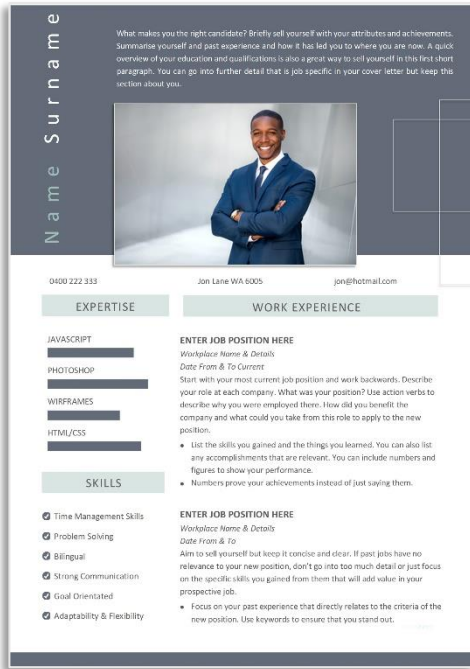 Name Surname
What makes you the right candidate? Briefly sell yourself with your attributes and achievements.
Summarise yourself and past experience and how it has led you to where you are now. A quick
overview of your education and qualifications is also a great way to sell yourself in this first short
paragraph. You can go into further detail that is job specific in your cover letter but keep this
section about you.
0400 222 333
Jon Lane WA 6005
jon@hotmail.com
EXPERTISE
JAVASCRIPT
PHOTOSHOP
WIRFRAMES
HTML/CSS
SKILLS
Time Management Skills
Problem Solving
Bilingual
Strong Communication
Goal Orientated
Adaptability & Flexibility
WORK EXPERIENCE
ENTER JOB POSITION HERE
Workplace Name & Details
Date From & To Current
Start with your most current job position and work backwards. Describe
your role at each company. What was your position? Use action verbs to
describe why you were employed there. How did you benefit the
company and what could you take from this role to apply to the new
position.
• List the skills you gained and the things you learned. You can also list
any accomplishments that are relevant. You can include numbers and
figures to show your performance.
• Numbers prove your achievements instead of just saying them.
ENTER JOB POSITION HERE
Workplace Name & Details
Date From & To
Aim to sell yourself but keep it concise and clear. If past jobs have no
relevance to your new position, don't go into too much detail or just focus
on the specific skills you gained from them that will add value in your
prospective job.
• Focus on your past experience that directly relates to the criteria of the
new position. Use keywords to ensure that you stand out.